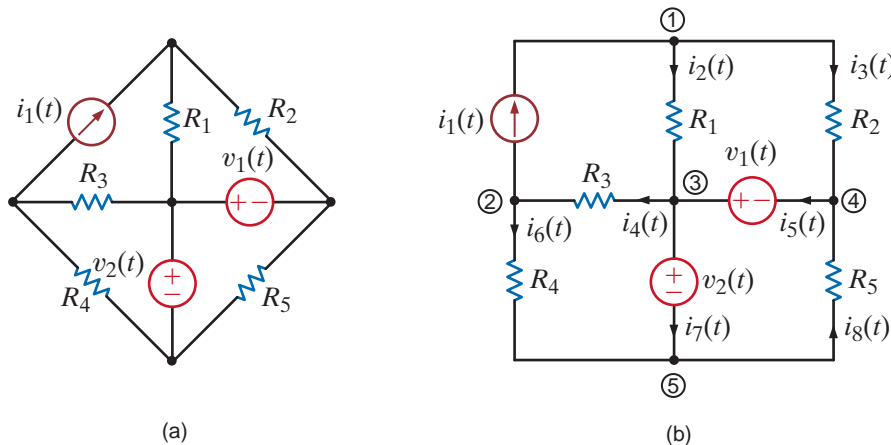 i1(t)
R1
R2
R3
v1(t)
+ −
v2(t)
+
−
R4
R5
(a)
①
i2(t)
i3(t)
i1(t)
R1
R2
v1(t)
R3
③
②
+ −
④
i4(t)
i5(t)
i6(t)
R4
+
−
v2(t)
R5
i7(t)
i8(t)
⑤
(b)